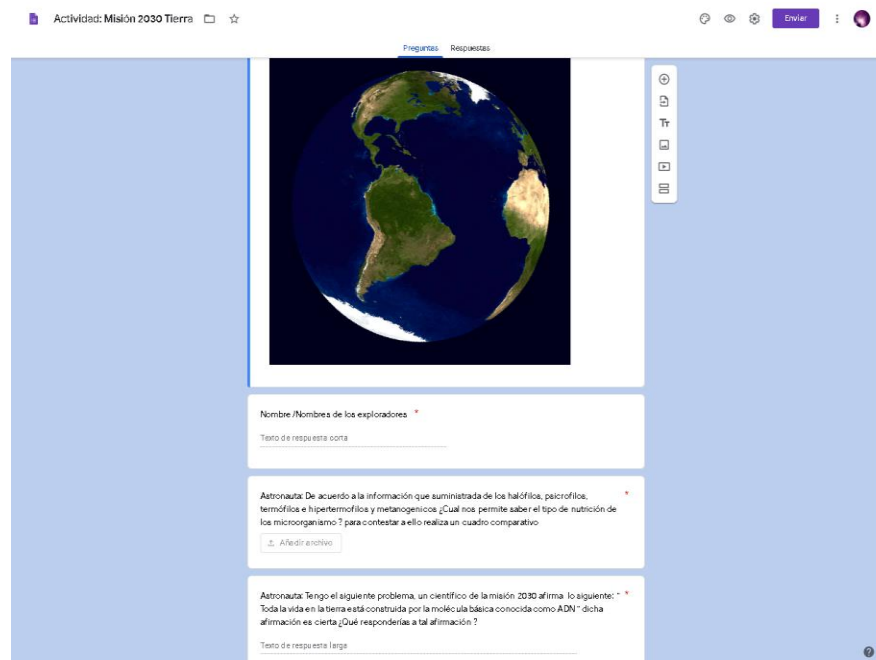 Actividad: Misión 2030 Tierra
Enviar
Preguntas Respuestas
Tт
Nombre /Nombres de los exploradores *
Texto de respuesta corta
Astronauta: De acuerdo a la información que suministrada de los halófilos, psicrofilos, *
termófilos e hipertermofilos y metanogenicos ¿Cual nos permite saber el tipo de nutrición de
los microorganismo ? para contestar a ello realiza un cuadro comparativo
Añadir archivo
Astronauta: Tengo el siguiente problema, un científico de la misión 2030 afirma lo siguiente: " *
Toda la vida en la tierra está construida por la molécula básica conocida como ADN " dicha
afirmación es cierta ¿Qué responderías a tal afirmación ?
Texto de respuesta larga